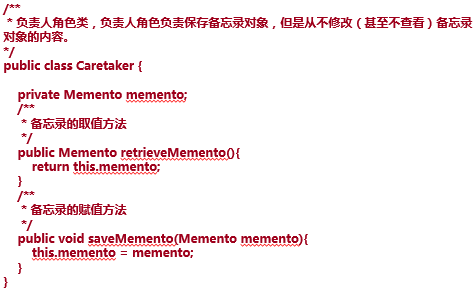 /**
* 负责人角色类，负责人角色负责保存备忘录对象，但是从不修改（甚至不查看）备忘录
对象的内容。
*/
public class Caretaker {
private Memento memento;
/**
* 备忘录的取值方法
*/
public Memento retrieveMemento(){
return this.memento;
}
/**
* 备忘录的赋值方法
*/
public void saveMemento(Memento memento){
this.memento = memento;
}
}